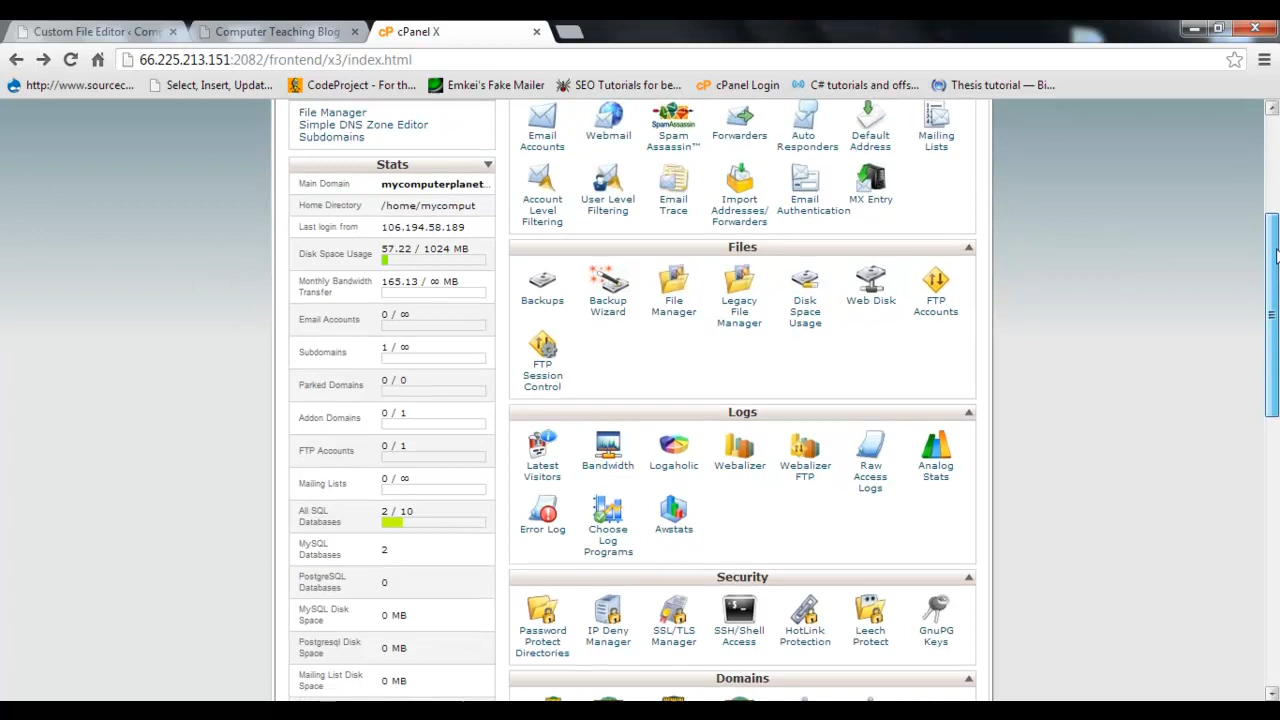 Custom File Editor ‹ Com
Computer Teaching Blog
cPanel X
66.225.213.151:2082/frontend/x3/index.html
http://www.sourcec...
Select, Insert, Updat...
CodeProject - For th...
Emkei's Fake Mailer
SEO Tutorials for be...
cPanel Login
C# tutorials and offs...
Thesis tutorial — Bi...
File Manager
Simple DNS Zone Editor
Subdomains
Stats
Main Domain mycomputerplanet...
Home Directory /home/mycomput
Last login from 106.194.58.189
Disk Space Usage 57.22 / 1024 MB
Monthly Bandwidth
Transfer
165.13 / ∞ MB
Email Accounts 0 / ∞
Subdomains 1 / ∞
Parked Domains 0 / 0
Addon Domains 0 / 1
FTP Accounts 0 / 1
Mailing Lists 0 / ∞
All SQL
Databases
2 / 10
MySQL
Databases
2
PostgreSQL
Databases
0
MySQL Disk
Space
0 MB
Postgresql Disk
Space
0 MB
Mailing List Disk
Space
0 MB
Email
Accounts
Webmail
SpamAssassin
Spam
Assassin™
Forwarders
Auto
Responders
Default
Address
Mailing
Lists
Account
Level
Filtering
User Level
Filtering
Email
Trace
Import
Addresses/
Forwarders
Email
Authentication
MX Entry
Files
Backups
Backup
Wizard
File
Manager
Legacy
File
Manager
Disk
Space
Usage
Web Disk
FTP
Accounts
FTP
Session
Control
Logs
Latest
Visitors
Bandwidth
Logaholic
Webalizer
Webalizer
FTP
Raw
Access
Logs
Analog
Stats
Error Log
Choose
Log
Programs
Awstats
Security
Password
Protect
Directories
IP Deny
Manager
SSL/TLS
Manager
SSH/Shell
Access
HotLink
Protection
Leech
Protect
GnuPG
Keys
Domains